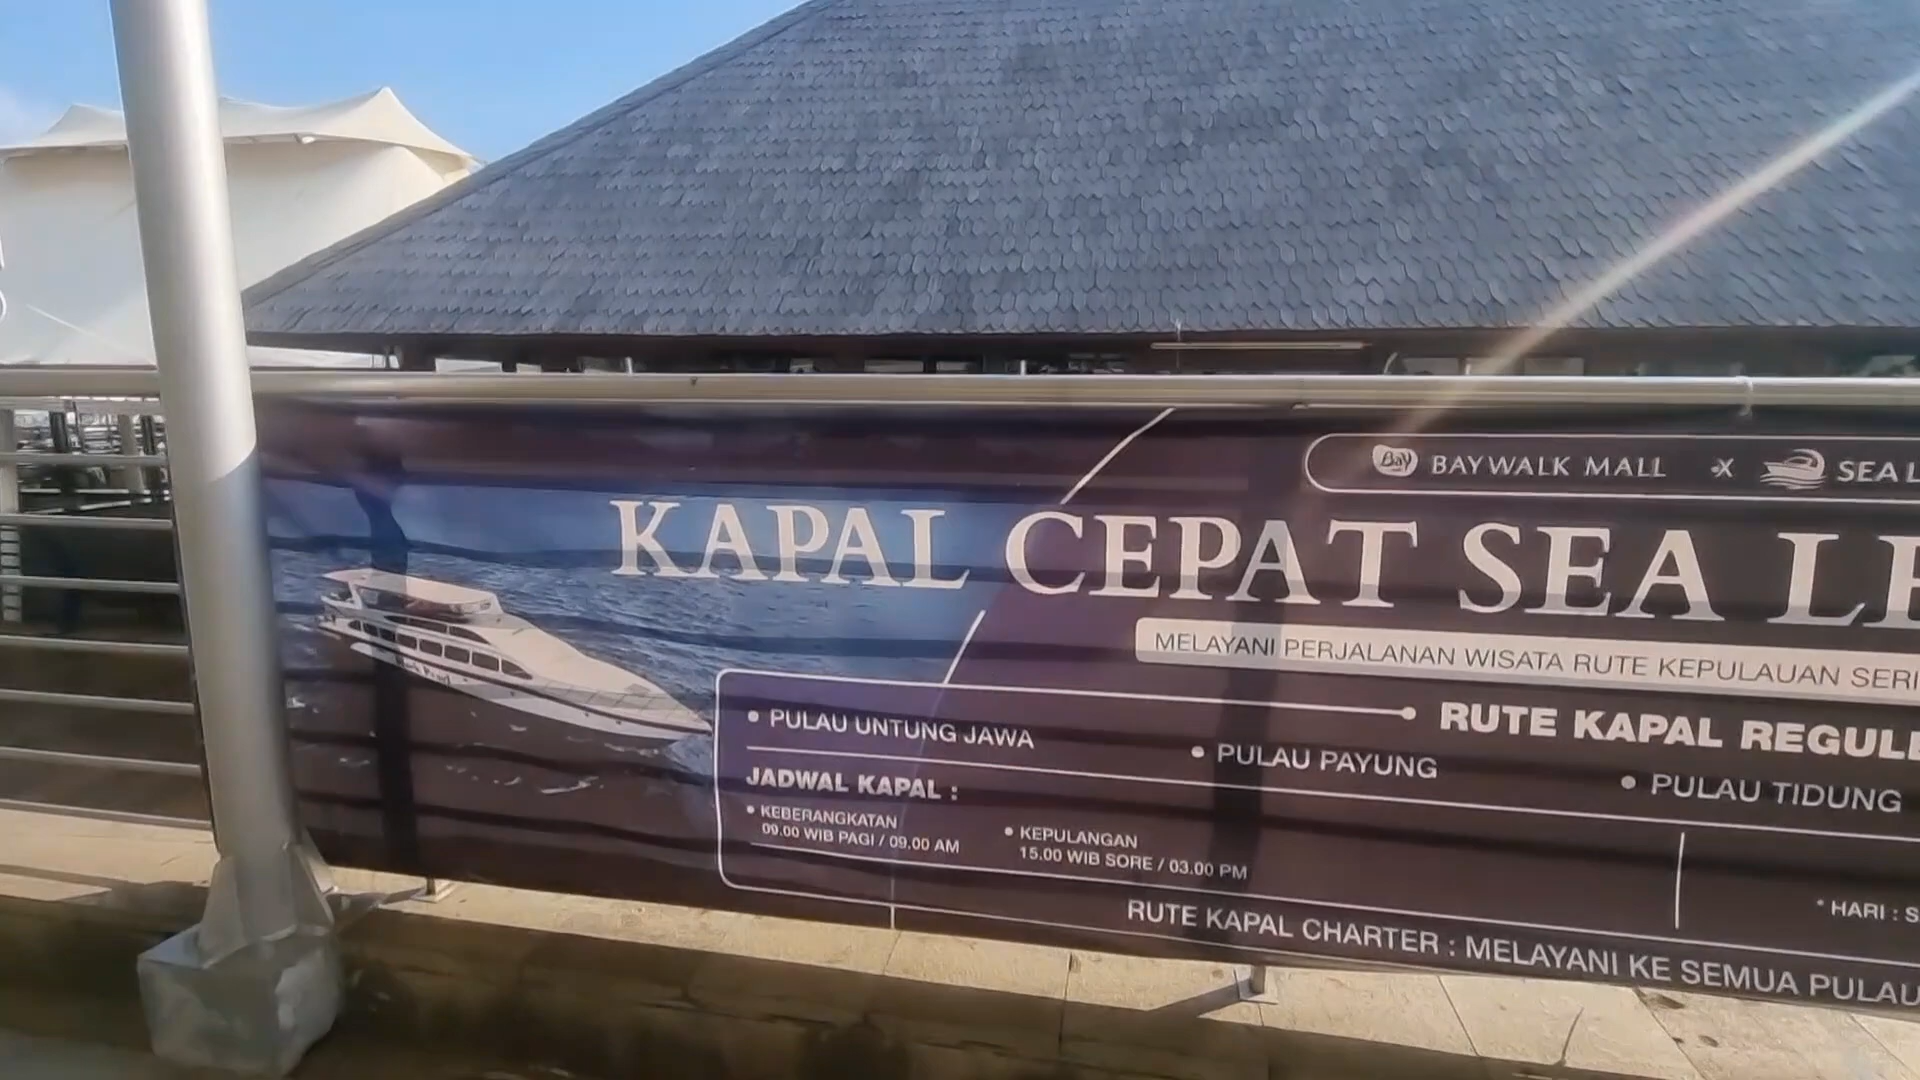 Bay BAYWALK MALL X SEA L
KAPAL CEPAT SEA LE
MELAYANI PERJALANAN WISATA RUTE KEPULAUAN SERI
RUTE KAPAL REGULE
• PULAU UNTUNG JAWA • PULAU PAYUNG • PULAU TIDUNG
JADWAL KAPAL :
• KEBERANGKATAN
09.00 WIB PAGI / 09.00 AM
• KEPULANGAN
15.00 WIB SORE / 03.00 PM
* HARI : S
RUTE KAPAL CHARTER : MELAYANI KE SEMUA PULAU